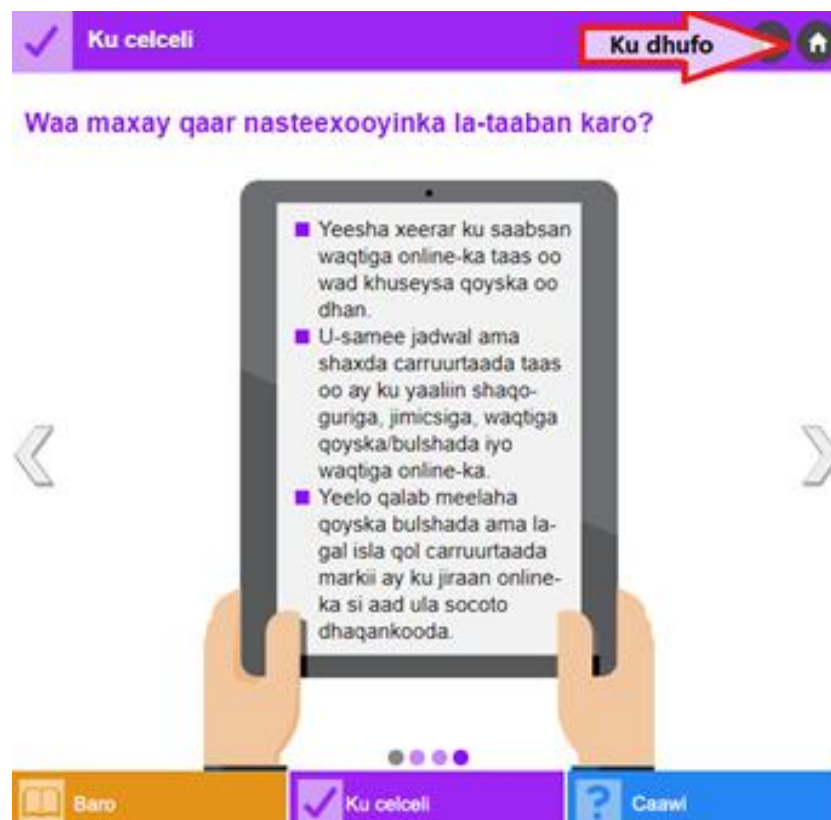 Ku celceli
Ku dhufo
Waa maxay qaar nasteexooyinka la-taaban karo?
Yeesha xeerar ku saabsan
waqtiga online-ka taas oo
wad khuseysa qoyska oo
dhan.
U-samee jadwal ama
shaxda carruurtaada taas
oo ay ku yaaliin shaqo-
guriga, jimicsiga, waqtiga
qoyska/bulshada iyo
waqtiga online-ka.
Yeelo qalab meelaha
qoyska bulshada ama la-
gal isla qol carruurtaada
markii ay ku jiraan online-
ka si aad ula socoto
dhaqankooda.
Baro
Ku celceli
Caawi